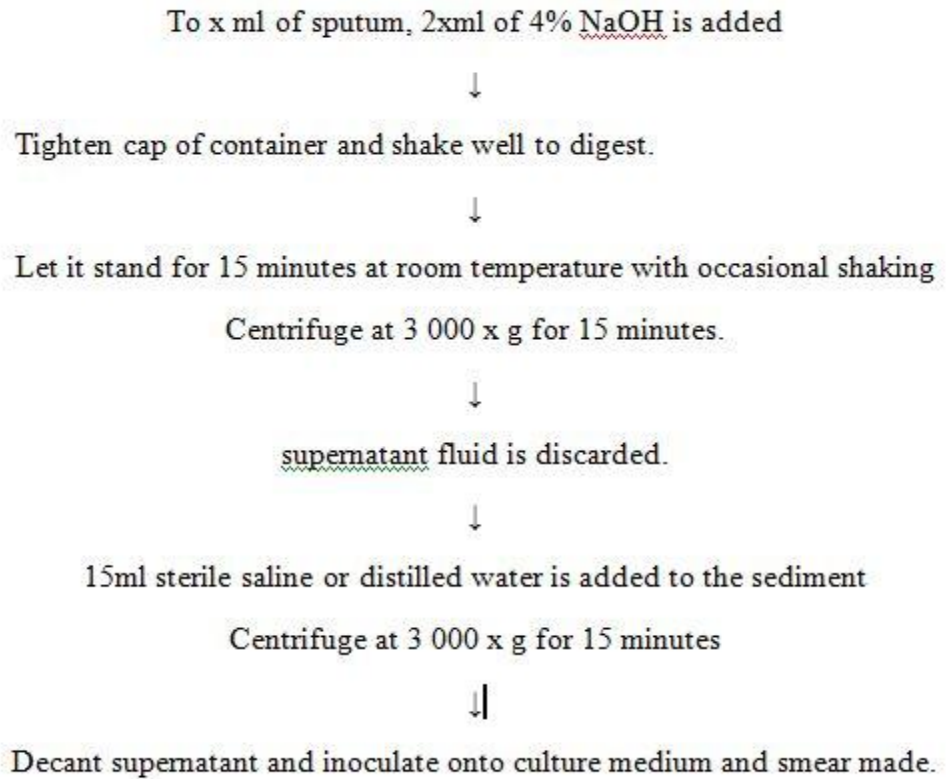 To x ml of sputum, 2xml of 4% NaOH is added
↓
Tighten cap of container and shake well to digest.
↓
Let it stand for 15 minutes at room temperature with occasional shaking
Centrifuge at 3 000 x g for 15 minutes.
↓
supernatant fluid is discarded.
↓
15ml sterile saline or distilled water is added to the sediment
Centrifuge at 3 000 x g for 15 minutes
↓
Decant supernatant and inoculate onto culture medium and smear made.